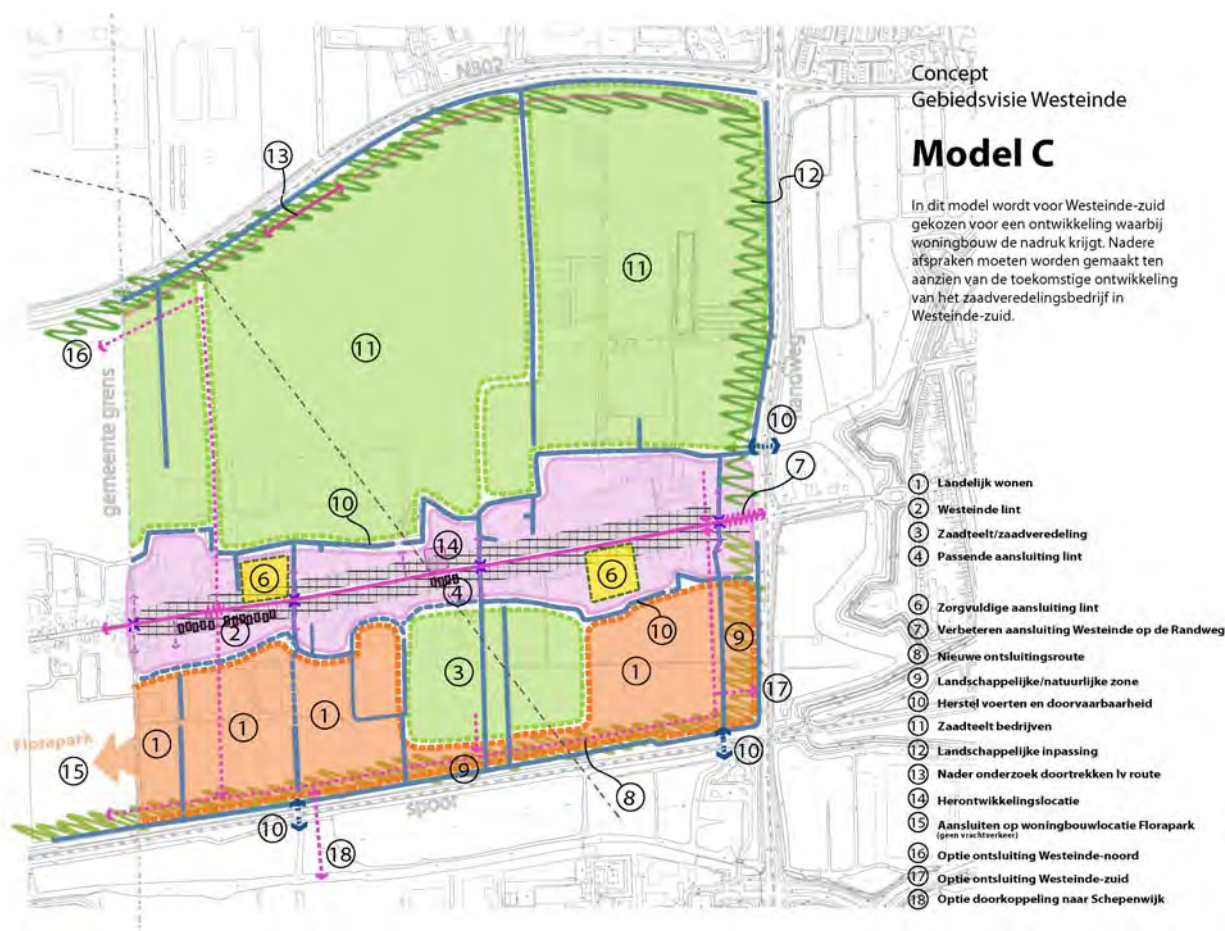 Concept
Gebiedsvisie Westeinde
Model C
In dit model wordt voor Westeinde-zuid
gekozen voor een ontwikkeling waarbij
woningbouw de nadruk krijgt. Nadere
afspraken moeten worden gemaakt ten
aanzien van de toekomstige ontwikkeling
van het zaadveredelingsbedrijf in
Westeinde-zuid.
1 Landelijk wonen
2 Westeinde lint
3 Zaadteelt/zaadveredeling
4 Passende aansluiting lint
6 Zorgvuldige aansluiting lint
7 Verbeteren aansluiting Westeinde op de Randweg
8 Nieuwe ontsluitingsroute
9 Landschappelijke/natuurlijke zone
10 Herstel voerten en doorvaarbaarheid
11 Zaadteelt bedrijven
12 Landschappelijke inpassing
13 Nader onderzoek doortrekken lv route
14 Herontwikkelingslocatie
15 Aansluiten op woningbouwlocatie Florapark
(geen vrachtverkeer)
16 Optie ontsluiting Westeinde-noord
17 Optie ontsluiting Westeinde-zuid
18 Optie doorkoppeling naar Schepenwijk
N302
13
12
11
11
16
gemeente grens
Randweg
10
7
10
14
6
6
4
2
10
3
1
9
1
1
1
17
Florapark
15
9
10
8
spoor
10
18